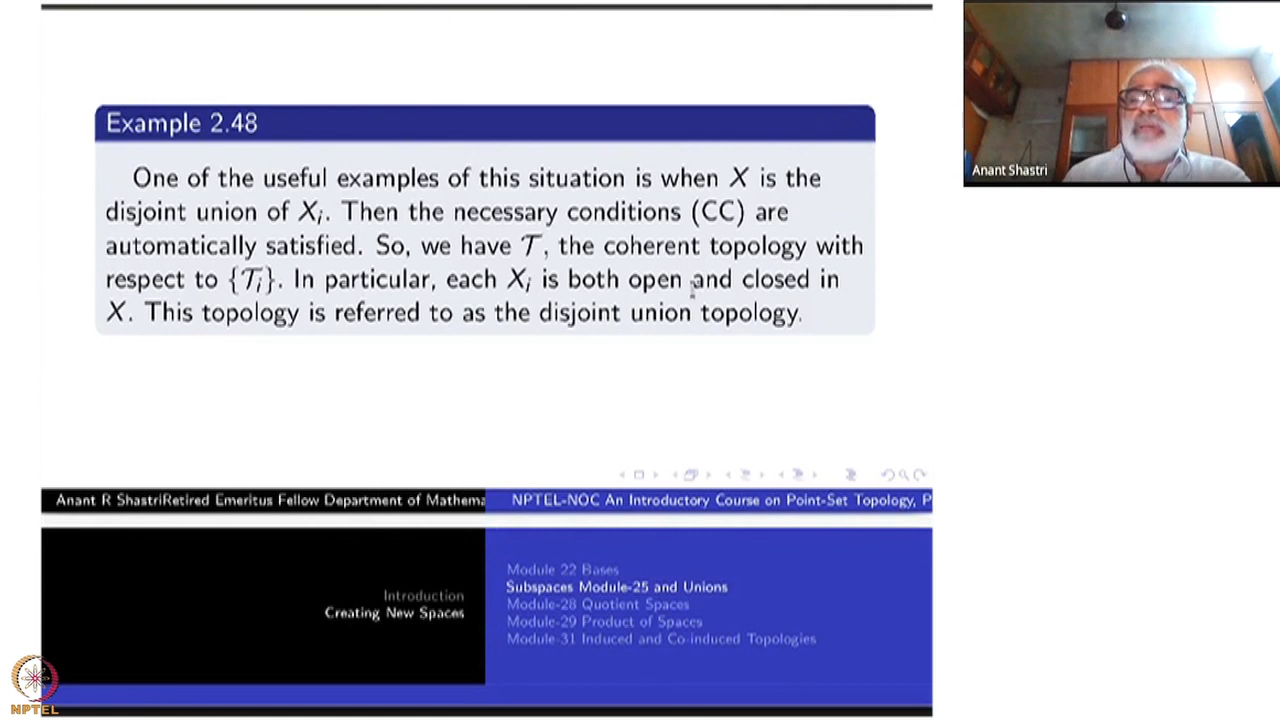 Example 2.48
One of the useful examples of this situation is when X is the
disjoint union of Xᵢ. Then the necessary conditions (CC) are
automatically satisfied. So, we have 𝒯, the coherent topology with
respect to {𝒯ᵢ}. In particular, each Xᵢ is both open and closed in
X. This topology is referred to as the disjoint union topology.
Anant Shastri
Anant R ShastriRetired Emeritus Fellow Department of Mathema
NPTEL-NOC An Introductory Course on Point-Set Topology, P
Introduction
Creating New Spaces
Module 22 Bases
Subspaces Module-25 and Unions
Module-28 Quotient Spaces
Module-29 Product of Spaces
Module-31 Induced and Co-induced Topologies
NPTEL